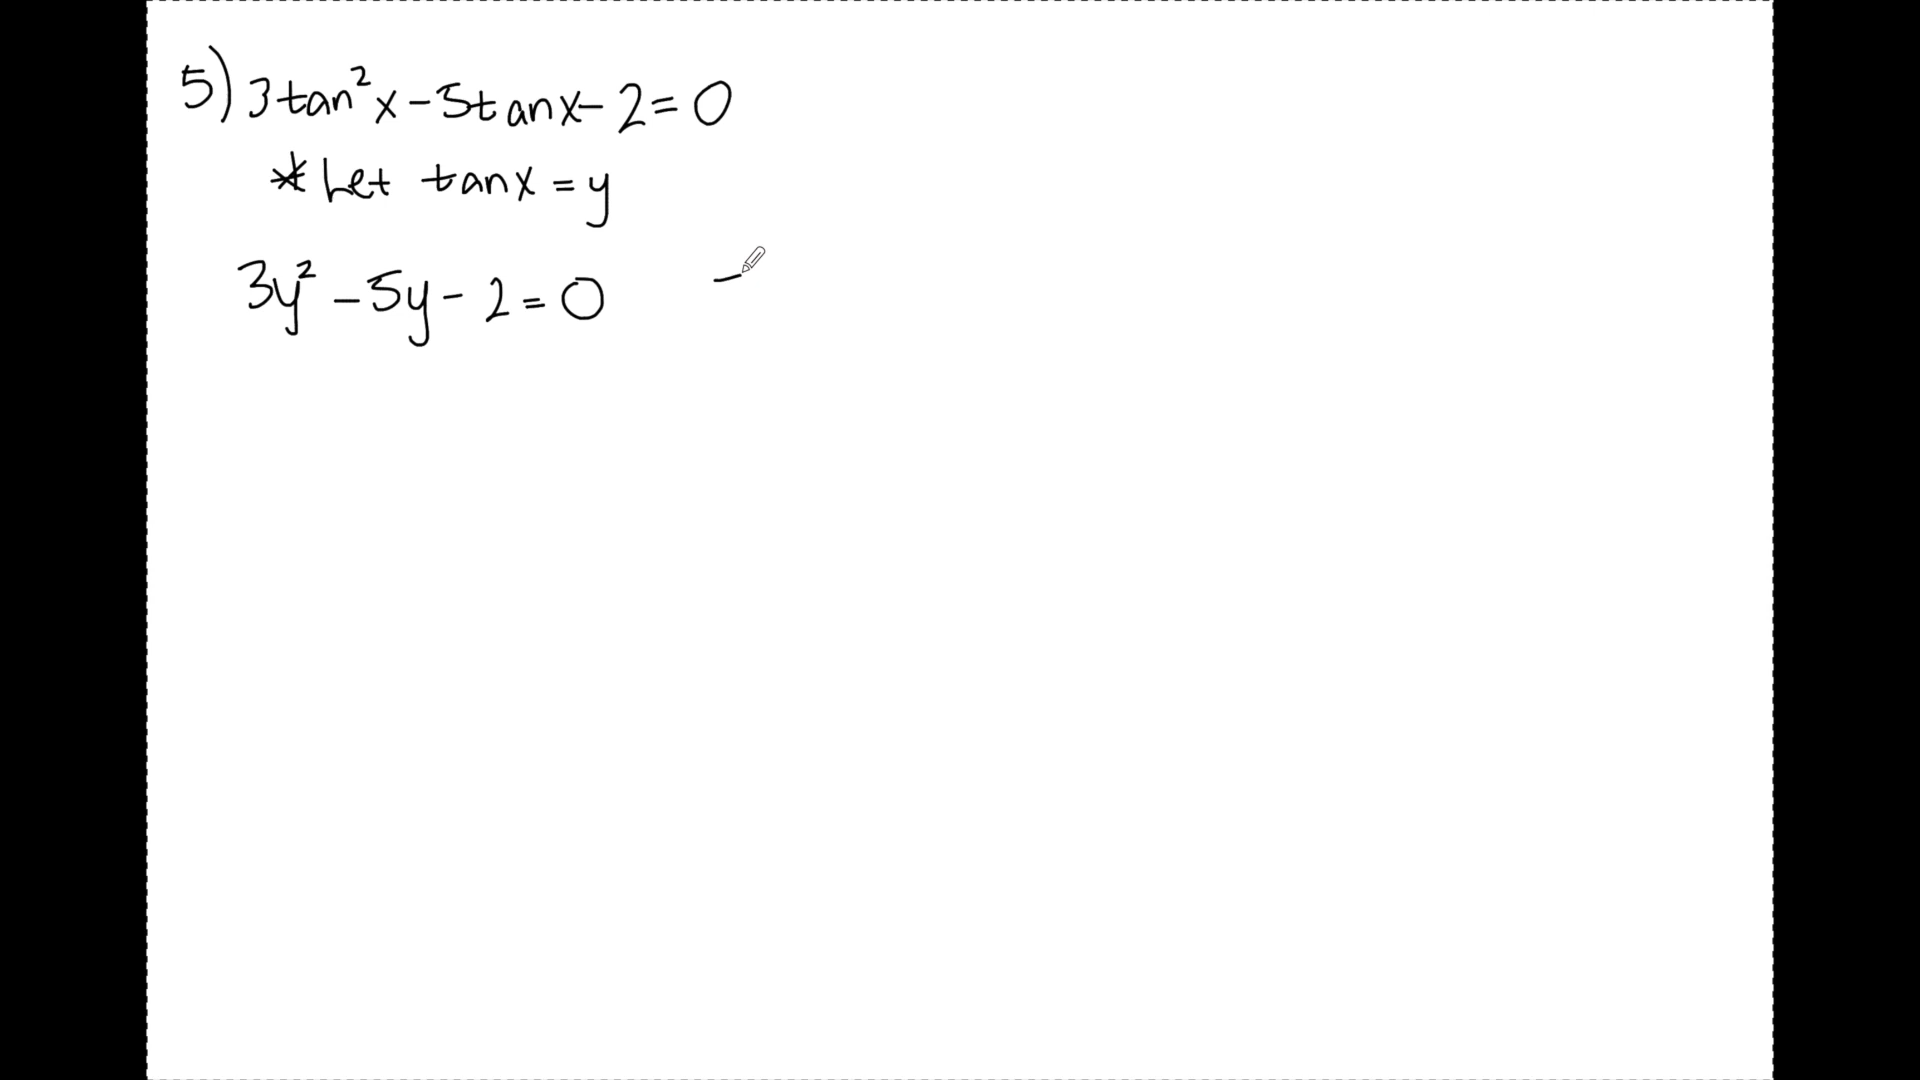 5) 3tan²x - 5tanx - 2 = 0
* Let tanx = y
3y² - 5y - 2 = 0